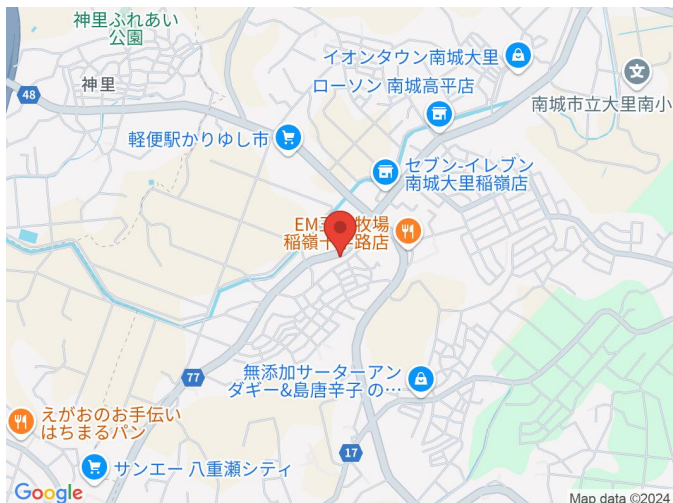 神里ふれあい
公園
イオンタウン南城大里
神里
48
ローソン 南城高平店
南城市立大里南小
軽便駅かりゆし市
セブン-イレブン
南城大里稲嶺店
EM玉
牧場
稲嶺十
路店
無添加サーターアン
ダギー&島唐辛子 の…
77
えがおのお手伝い
はちまるパン
17
サンエー 八重瀬シティ
Google
Map data ©2024